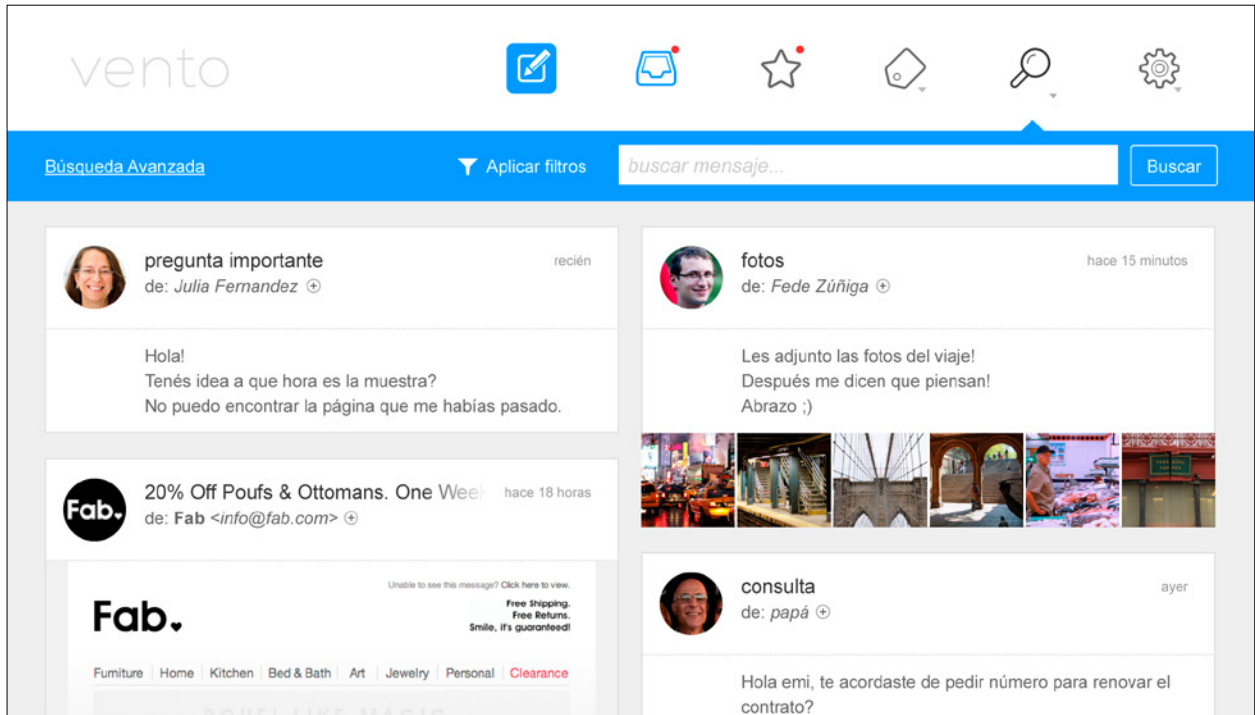 vento
Búsqueda Avanzada
Aplicar filtros
buscar mensaje...
Buscar
pregunta importante
recién
de: Julia Fernandez
Hola!
Tenés idea a que hora es la muestra?
No puedo encontrar la página que me habías pasado.
20% Off Poufs & Ottomans. One Week
hace 18 horas
Fab.
de: Fab <info@fab.com>
Unable to see this message? Click here to view.
Fab.
Free Shipping.
Free Returns.
Smile, it's guaranteed!
Furniture Home Kitchen Bed & Bath Art Jewelry Personal Clearance
fotos
hace 15 minutos
de: Fede Zúñiga
Les adjunto las fotos del viaje!
Después me dicen que piensan!
Abrazo ;)
consulta
ayer
de: papá
Hola emi, te acordaste de pedir número para renovar el
contrato?